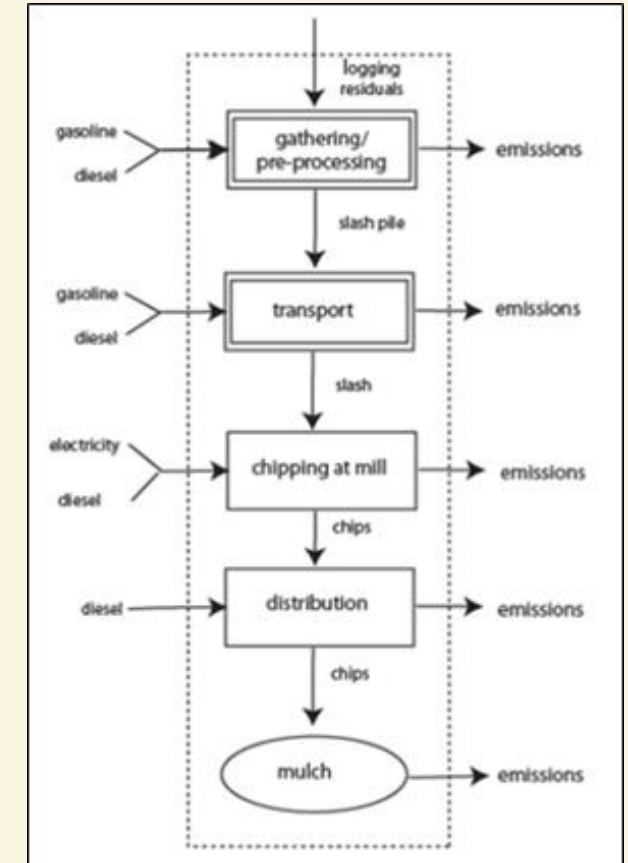 logging
residuals
gasoline
diesel
gathering/
pre-processing
emissions
slash pile
gasoline
diesel
transport
emissions
slash
electricity
diesel
chipping at mill
emissions
chips
diesel
distribution
emissions
chips
mulch
emissions